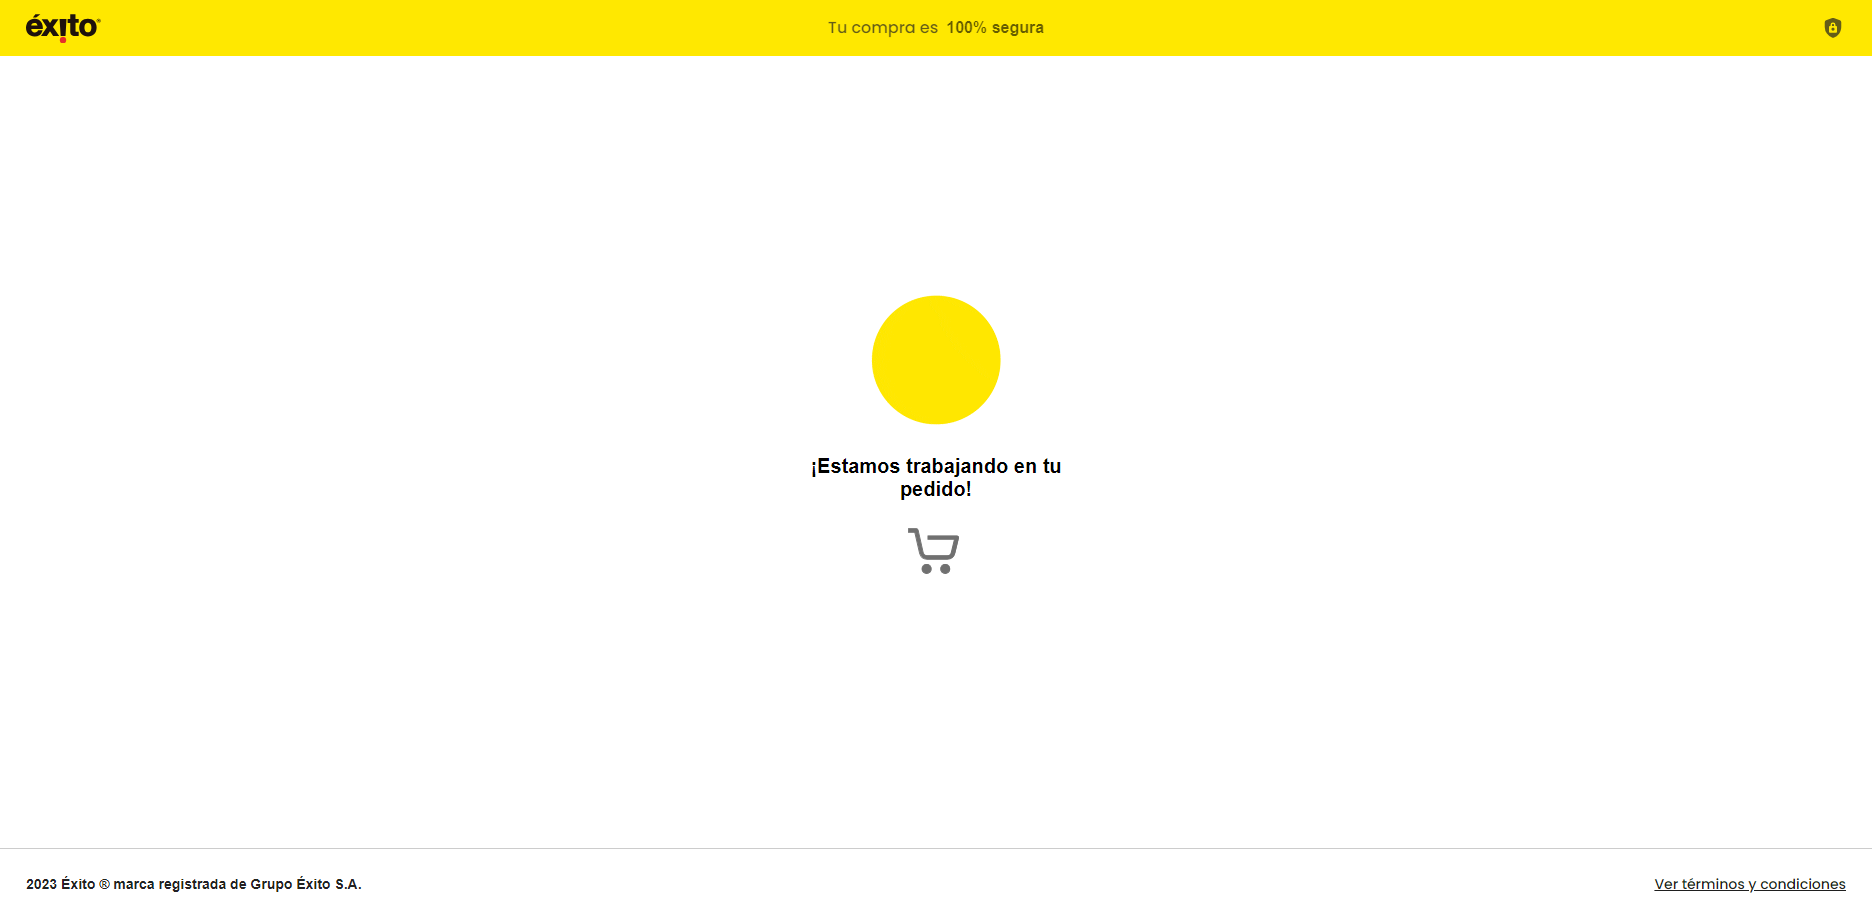 éxito®
Tu compra es 100% segura
¡Estamos trabajando en tu
pedido!
2023 Éxito ® marca registrada de Grupo Éxito S.A.
Ver términos y condiciones